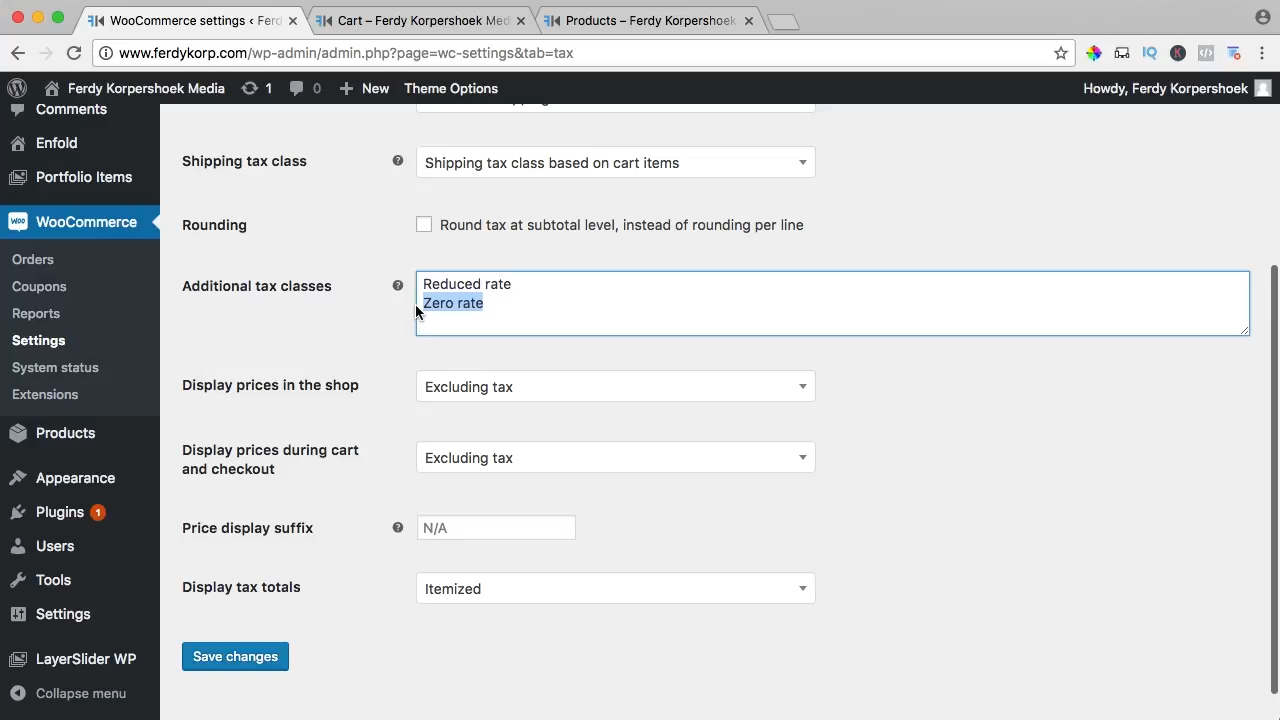 WooCommerce settings ‹ Ferd
Cart – Ferdy Korpershoek Med
Products – Ferdy Korpershoek
www.ferdykorp.com/wp-admin/admin.php?page=wc-settings&tab=tax
Ferdy Korpershoek Media 1 0 New Theme Options Howdy, Ferdy Korpershoek
Comments
Enfold
Portfolio Items
WooCommerce
Orders
Coupons
Reports
Settings
System status
Extensions
Products
Appearance
Plugins 1
Users
Tools
Settings
LayerSlider WP
Collapse menu
Shipping tax class
Shipping tax class based on cart items
Rounding
Round tax at subtotal level, instead of rounding per line
Additional tax classes
Reduced rate
Zero rate
Display prices in the shop
Excluding tax
Display prices during cart
and checkout
Excluding tax
Price display suffix
N/A
Display tax totals
Itemized
Save changes